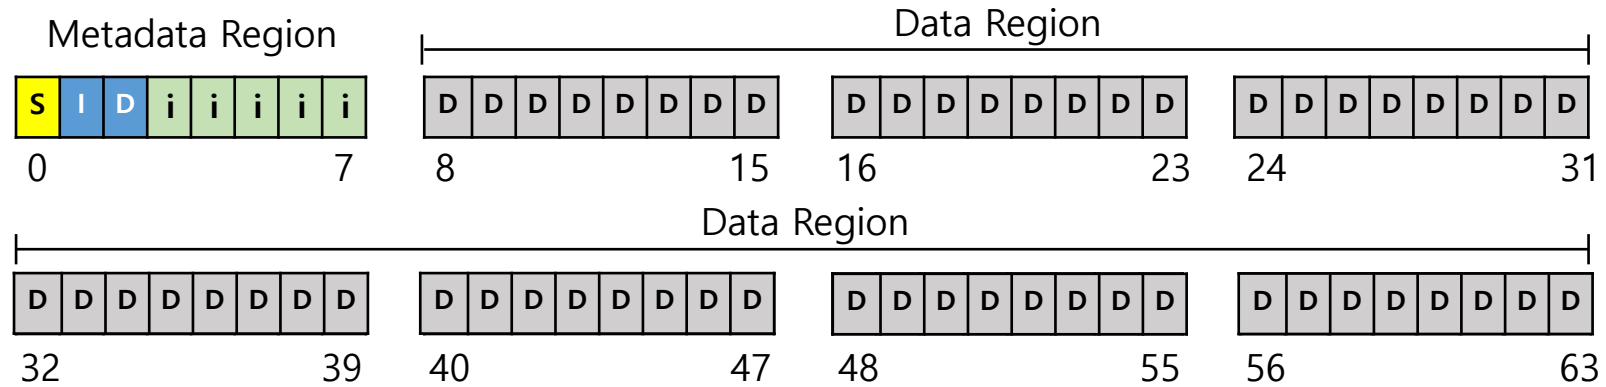 Metadata Region Data Region
S I D i i i i i D D D D D D D D D D D D D D D D D D D D D D D D
0 7 8 15 16 23 24 31
Data Region
D D D D D D D D D D D D D D D D D D D D D D D D D D D D D D D D
32 39 40 47 48 55 56 63